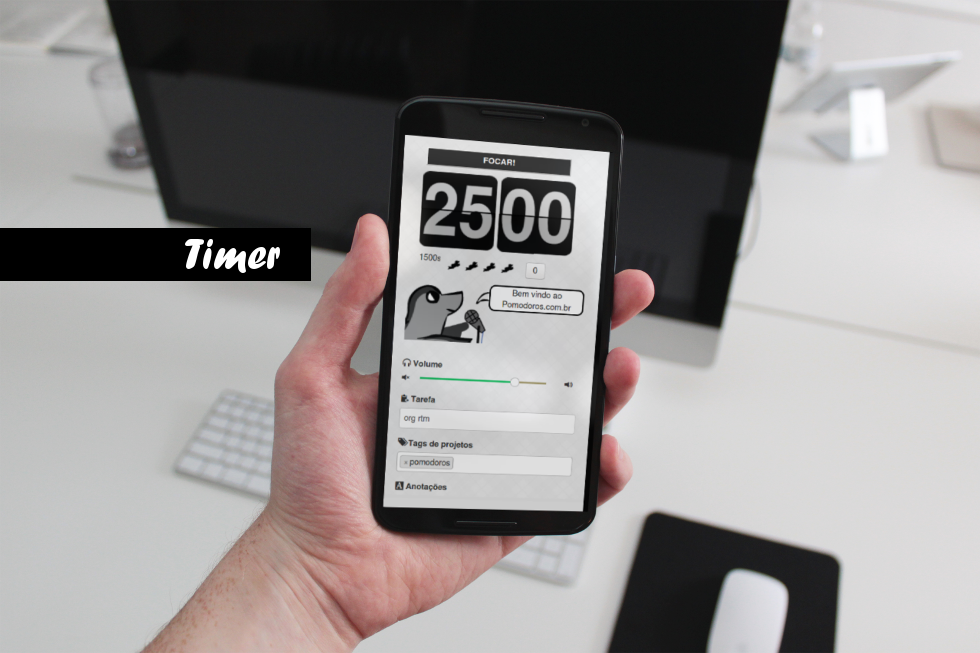 Timer
FOCAR!
25 00
1500s
0
Bem vindo ao
Pomodoros.com.br
Volume
Tarefa
org rtm
Tags de projetos
× pomodoros
A Anotações